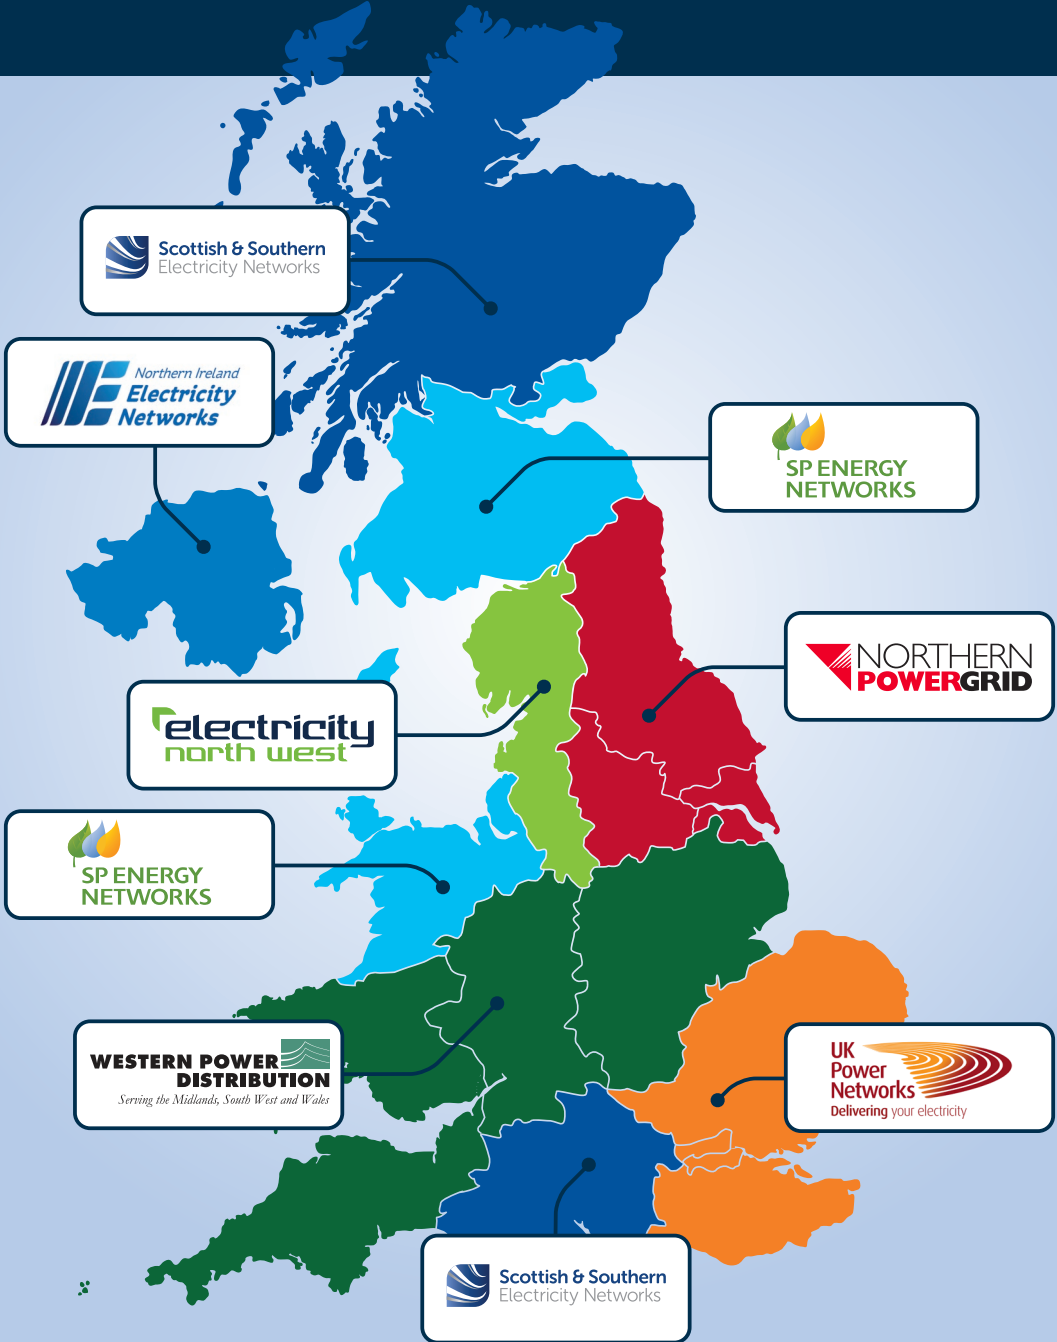 Scottish & Southern
Electricity Networks
Northern Ireland
Electricity
Networks
SP ENERGY
NETWORKS
NORTHERN
POWERGRID
electricity
north west
SP ENERGY
NETWORKS
WESTERN POWER
DISTRIBUTION
Serving the Midlands, South West and Wales
UK
Power
Networks
Delivering your electricity
Scottish & Southern
Electricity Networks